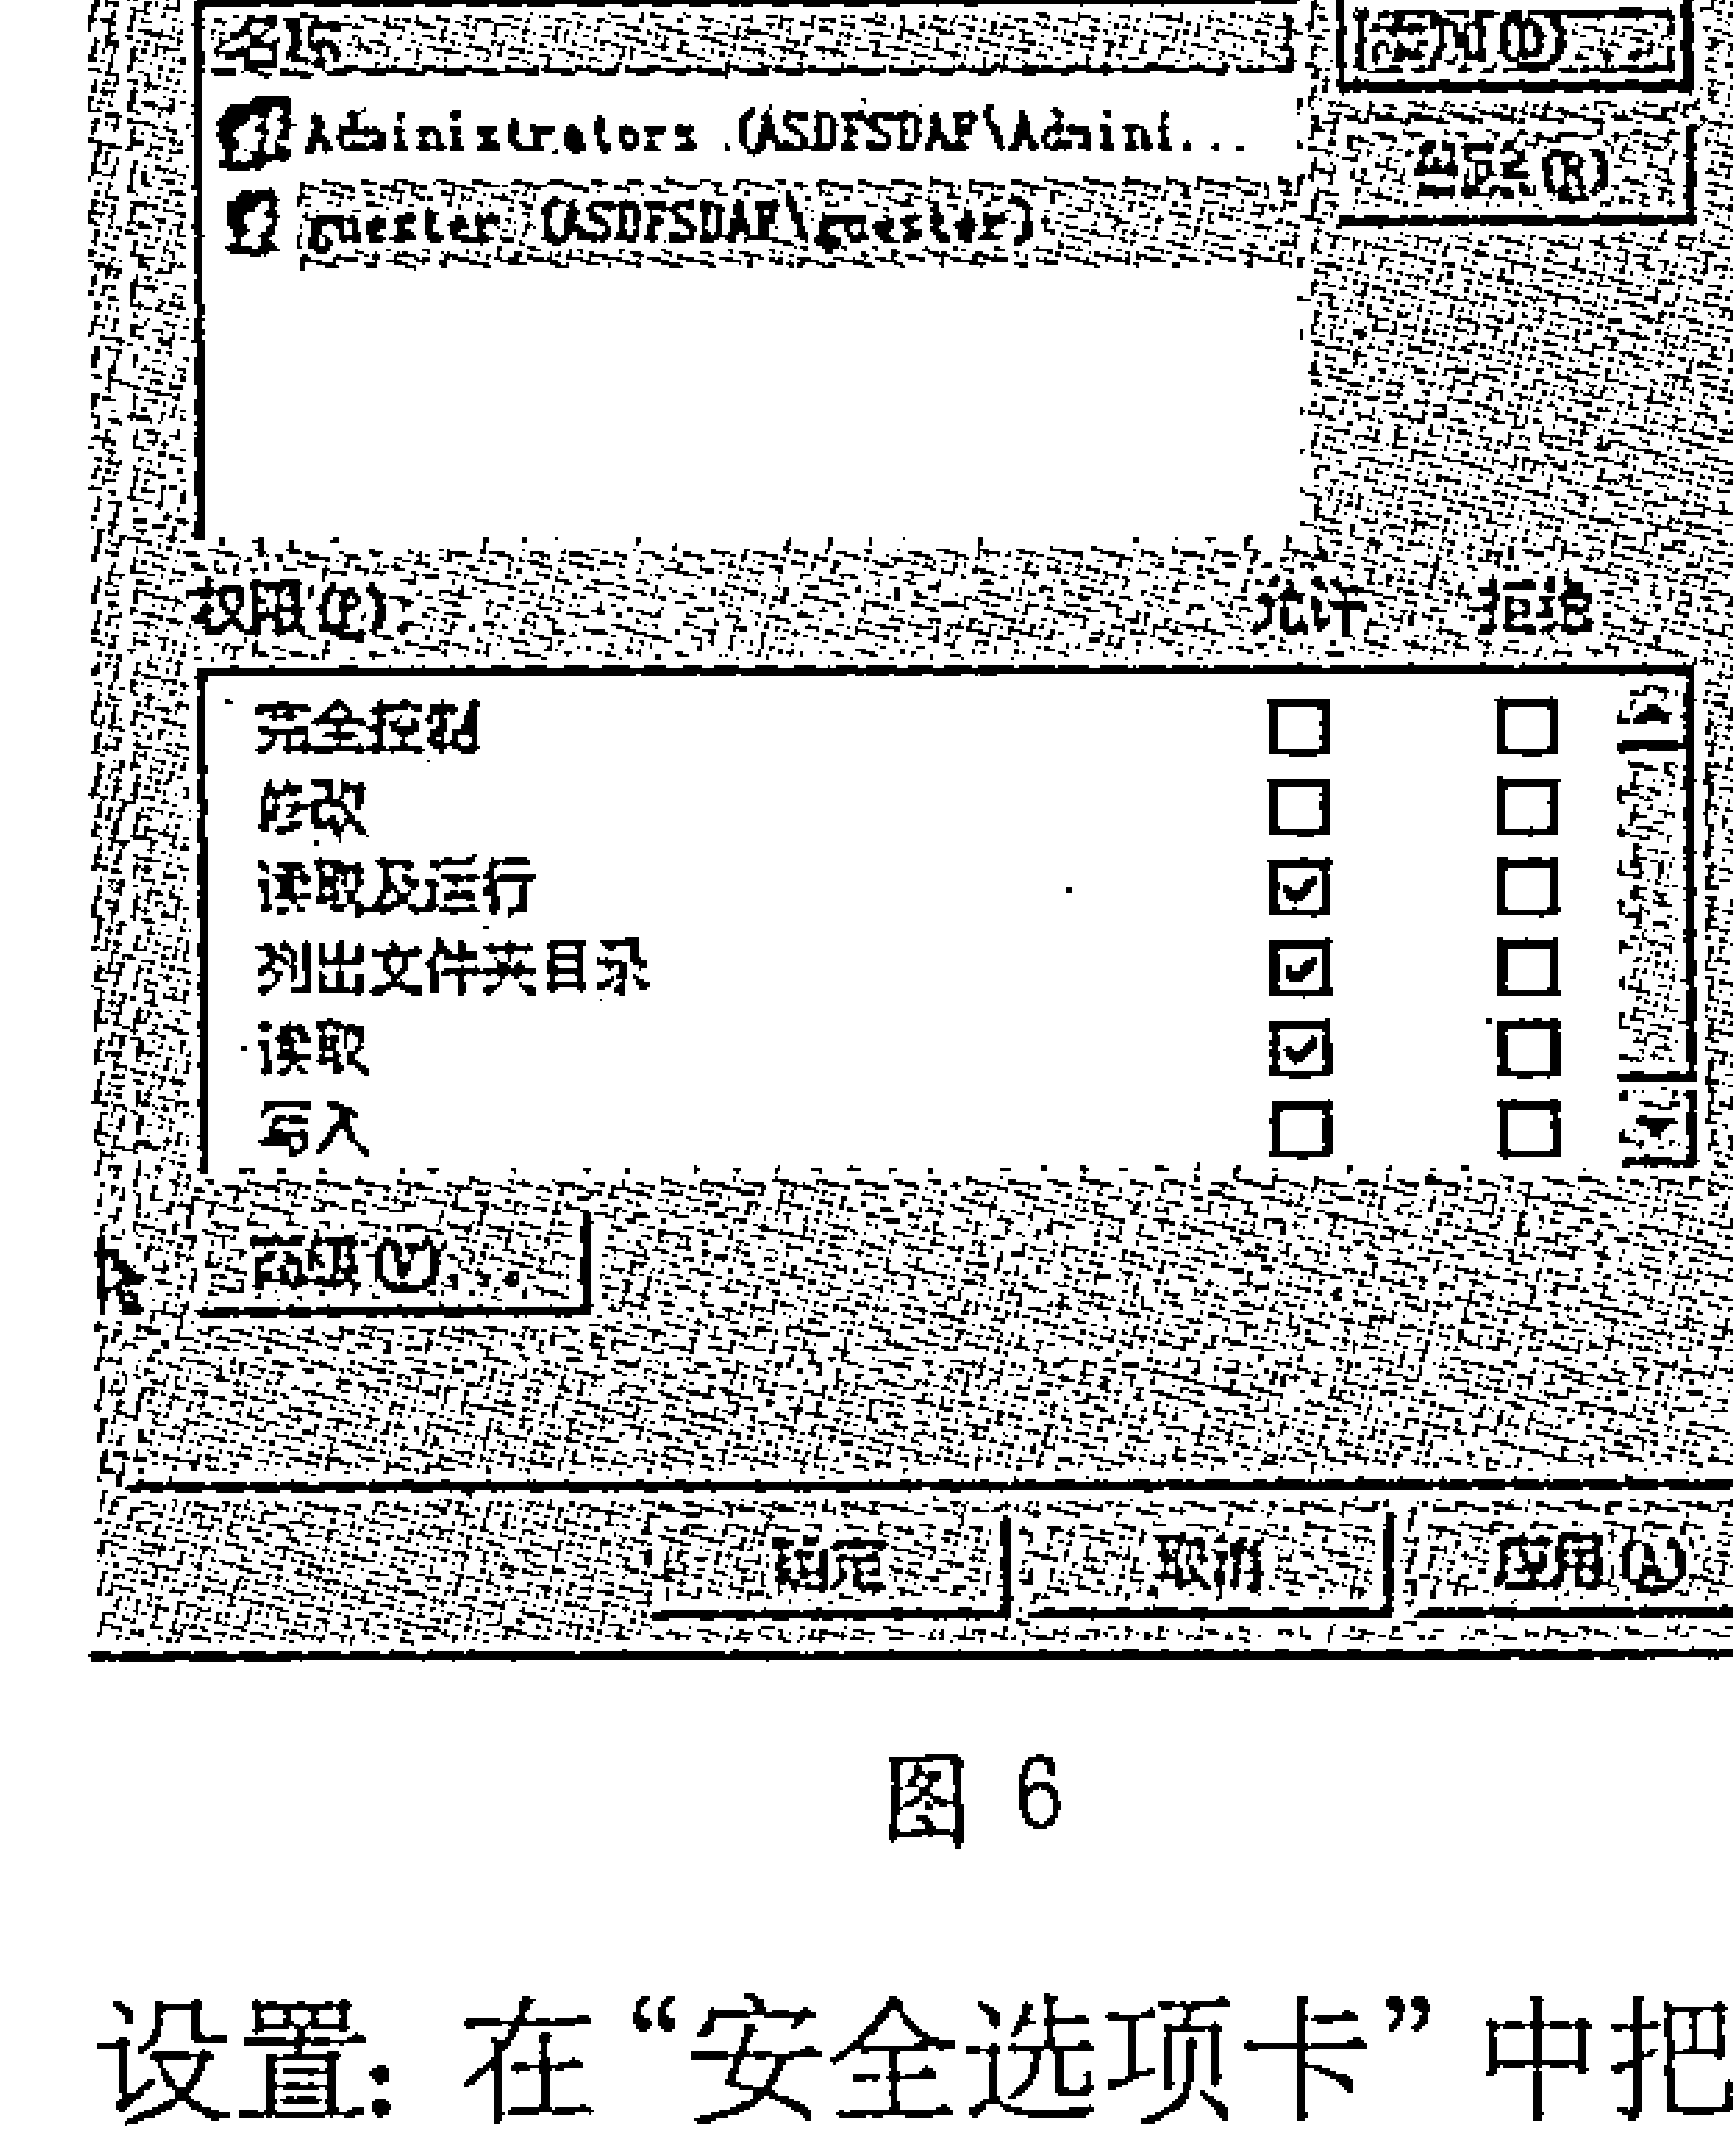 名称
添加(D)...
Administrators (ASDFSDAF\Admini...
删除(R)
guester (ASDFSDAF\guester)
权限(P): 允许 拒绝
完全控制
修改
读取及运行
列出文件夹目录
读取
写入
高级(V)...
确定 取消 应用(A)
图 6
设置：在“安全选项卡”中把